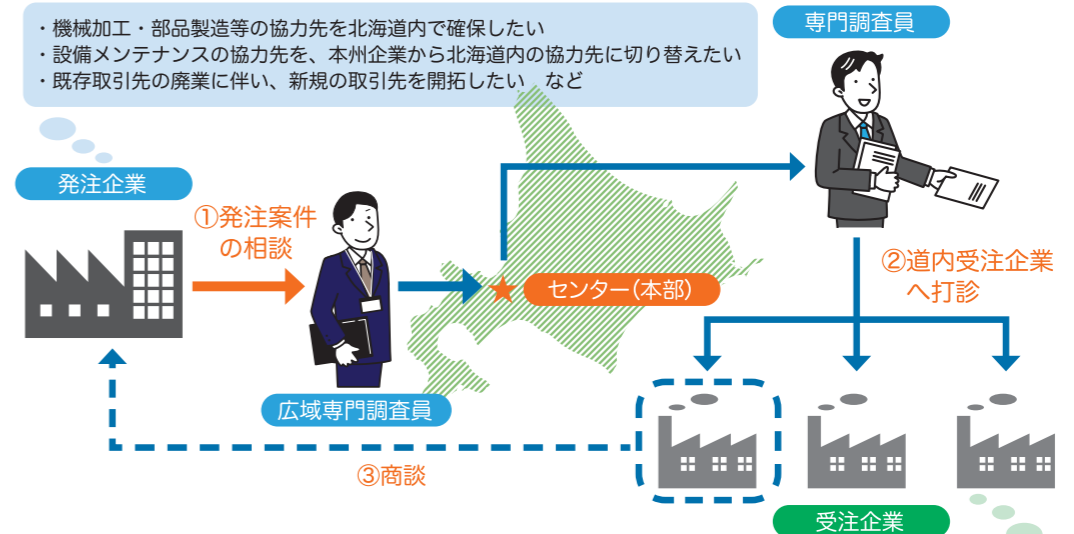 ・機械加工・部品製造等の協力先を北海道内で確保したい
・設備メンテナンスの協力先を、本州企業から北海道内の協力先に切り替えたい
・既存取引先の廃業に伴い、新規の取引先を開拓したい　など
専門調査員
発注企業
①発注案件
の相談
センター(本部)
②道内受注企業
へ打診
広域専門調査員
③商談
受注企業